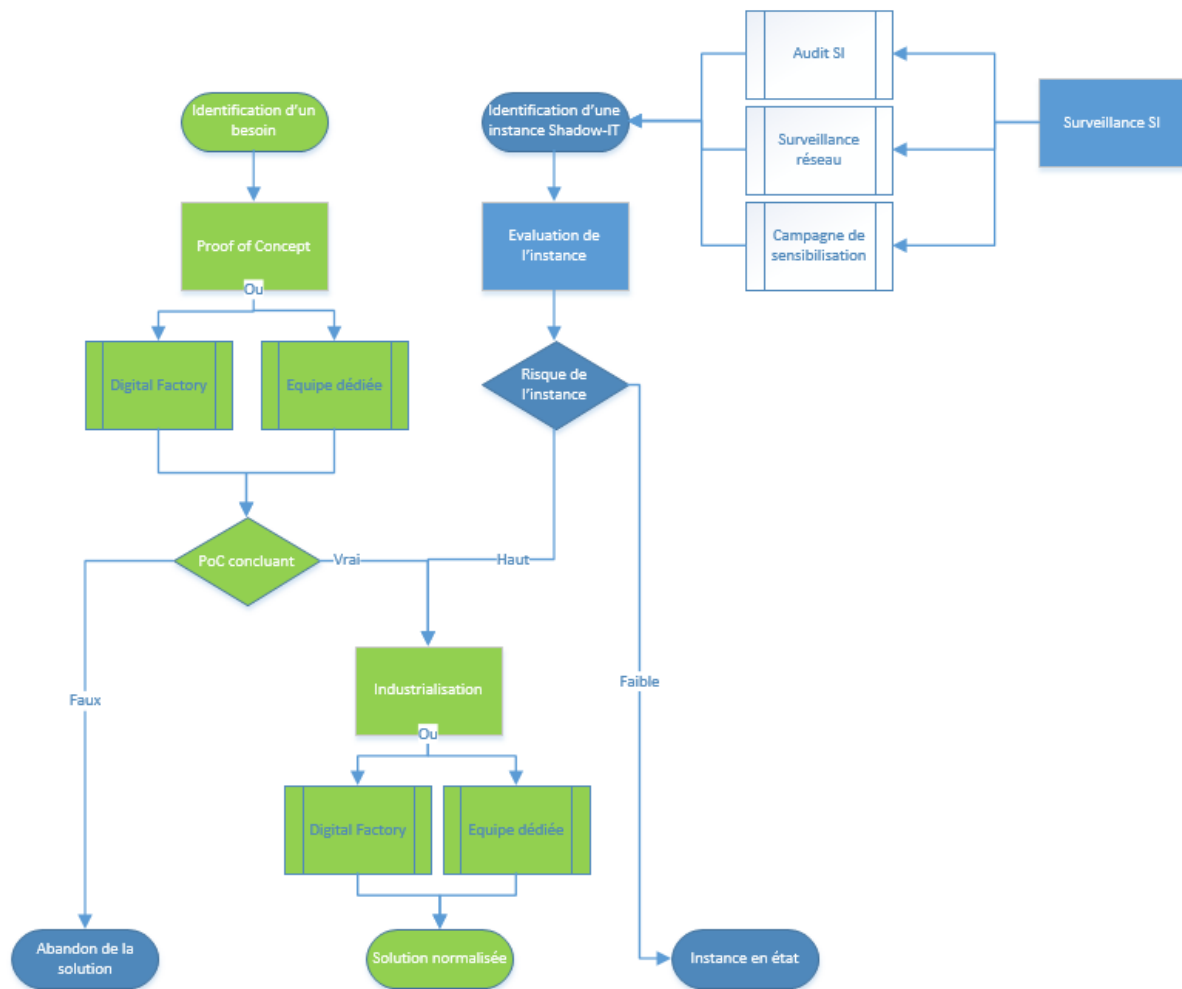 Audit SI
Identification d'un
besoin
Identification d'une
instance Shadow-IT
Surveillance SI
Surveillance
réseau
Proof of Concept
Evaluation de
l'instance
Campagne de
sensibilisation
Ou
Digital Factory
Equipe dédiée
Risque de
l'instance
PoC concluant
Vrai
Haut
Faux
Industrialisation
Faible
Ou
Digital Factory
Equipe dédiée
Abandon de la
solution
Solution normalisée
Instance en état